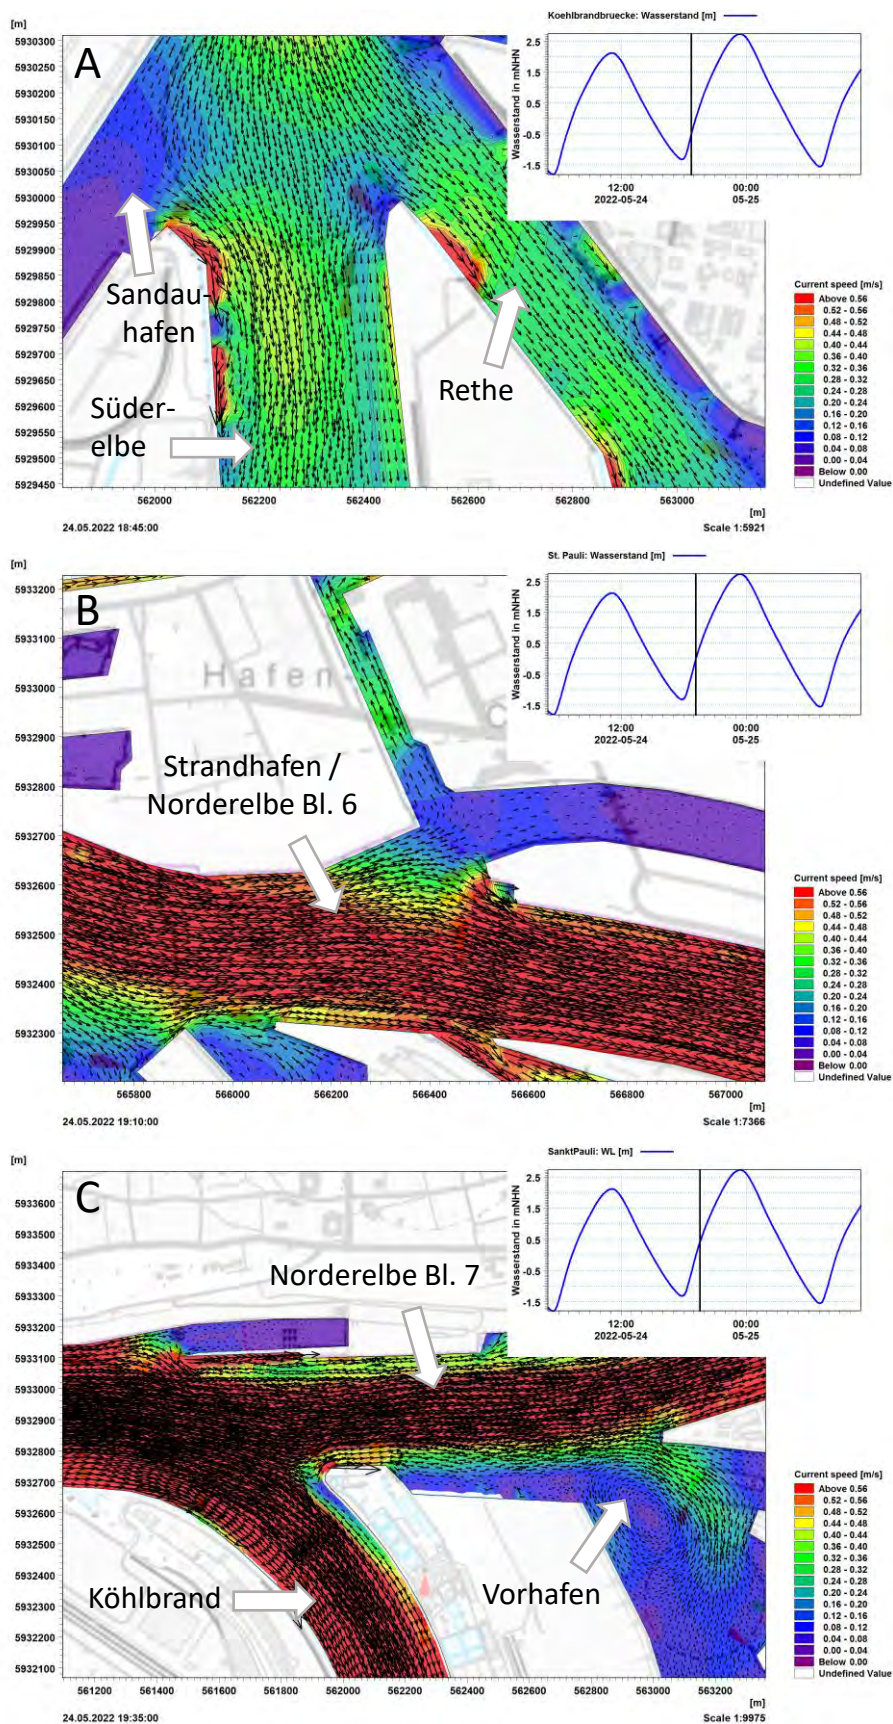 [m]
Koehlbrandbruecke: Wasserstand [m]
A
5930300
5930250
5930200
5930150
5930100
5930050
5930000
5929950
5929900
5929850
5929800
5929750
5929700
5929650
5929600
5929550
5929500
5929450
Wasserstand in mNHN
2.5
1.5
0.5
-0.5
-1.5
12:00
2022-05-24
00:00
05-25
Sandau-
hafen
Rethe
Süder-
elbe
562000
562200
562400
562600
562800
563000
[m]
24.05.2022 18:45:00
Scale 1:5921
Current speed [m/s]
Above 0.56
0.52 - 0.56
0.48 - 0.52
0.44 - 0.48
0.40 - 0.44
0.36 - 0.40
0.32 - 0.36
0.28 - 0.32
0.24 - 0.28
0.20 - 0.24
0.16 - 0.20
0.12 - 0.16
0.08 - 0.12
0.04 - 0.08
0.00 - 0.04
Below 0.00
Undefined Value
[m]
St. Pauli: Wasserstand [m]
B
5933200
5933100
5933000
5932900
5932800
5932700
5932600
5932500
5932400
5932300
Wasserstand in mNHN
2.5
1.5
0.5
-0.5
-1.5
12:00
2022-05-24
00:00
05-25
Hafen
Strandhafen /
Norderelbe Bl. 6
565800
566000
566200
566400
566600
566800
567000
[m]
24.05.2022 19:10:00
Scale 1:7366
Current speed [m/s]
Above 0.56
0.52 - 0.56
0.48 - 0.52
0.44 - 0.48
0.40 - 0.44
0.36 - 0.40
0.32 - 0.36
0.28 - 0.32
0.24 - 0.28
0.20 - 0.24
0.16 - 0.20
0.12 - 0.16
0.08 - 0.12
0.04 - 0.08
0.00 - 0.04
Below 0.00
Undefined Value
[m]
SanktPauli: WL [m]
C
5933700
5933600
5933500
5933400
5933300
5933200
5933100
5933000
5932900
5932800
5932700
5932600
5932500
5932400
5932300
5932200
5932100
Wasserstand in mNHN
2.5
1.5
0.5
-0.5
-1.5
12:00
2022-05-24
00:00
05-25
Norderelbe Bl. 7
Köhlbrand
Vorhafen
561200
561400
561600
561800
562000
562200
562400
562600
562800
563000
563200
[m]
24.05.2022 19:35:00
Scale 1:9975
Current speed [m/s]
Above 0.56
0.52 - 0.56
0.48 - 0.52
0.44 - 0.48
0.40 - 0.44
0.36 - 0.40
0.32 - 0.36
0.28 - 0.32
0.24 - 0.28
0.20 - 0.24
0.16 - 0.20
0.12 - 0.16
0.08 - 0.12
0.04 - 0.08
0.00 - 0.04
Below 0.00
Undefined Value